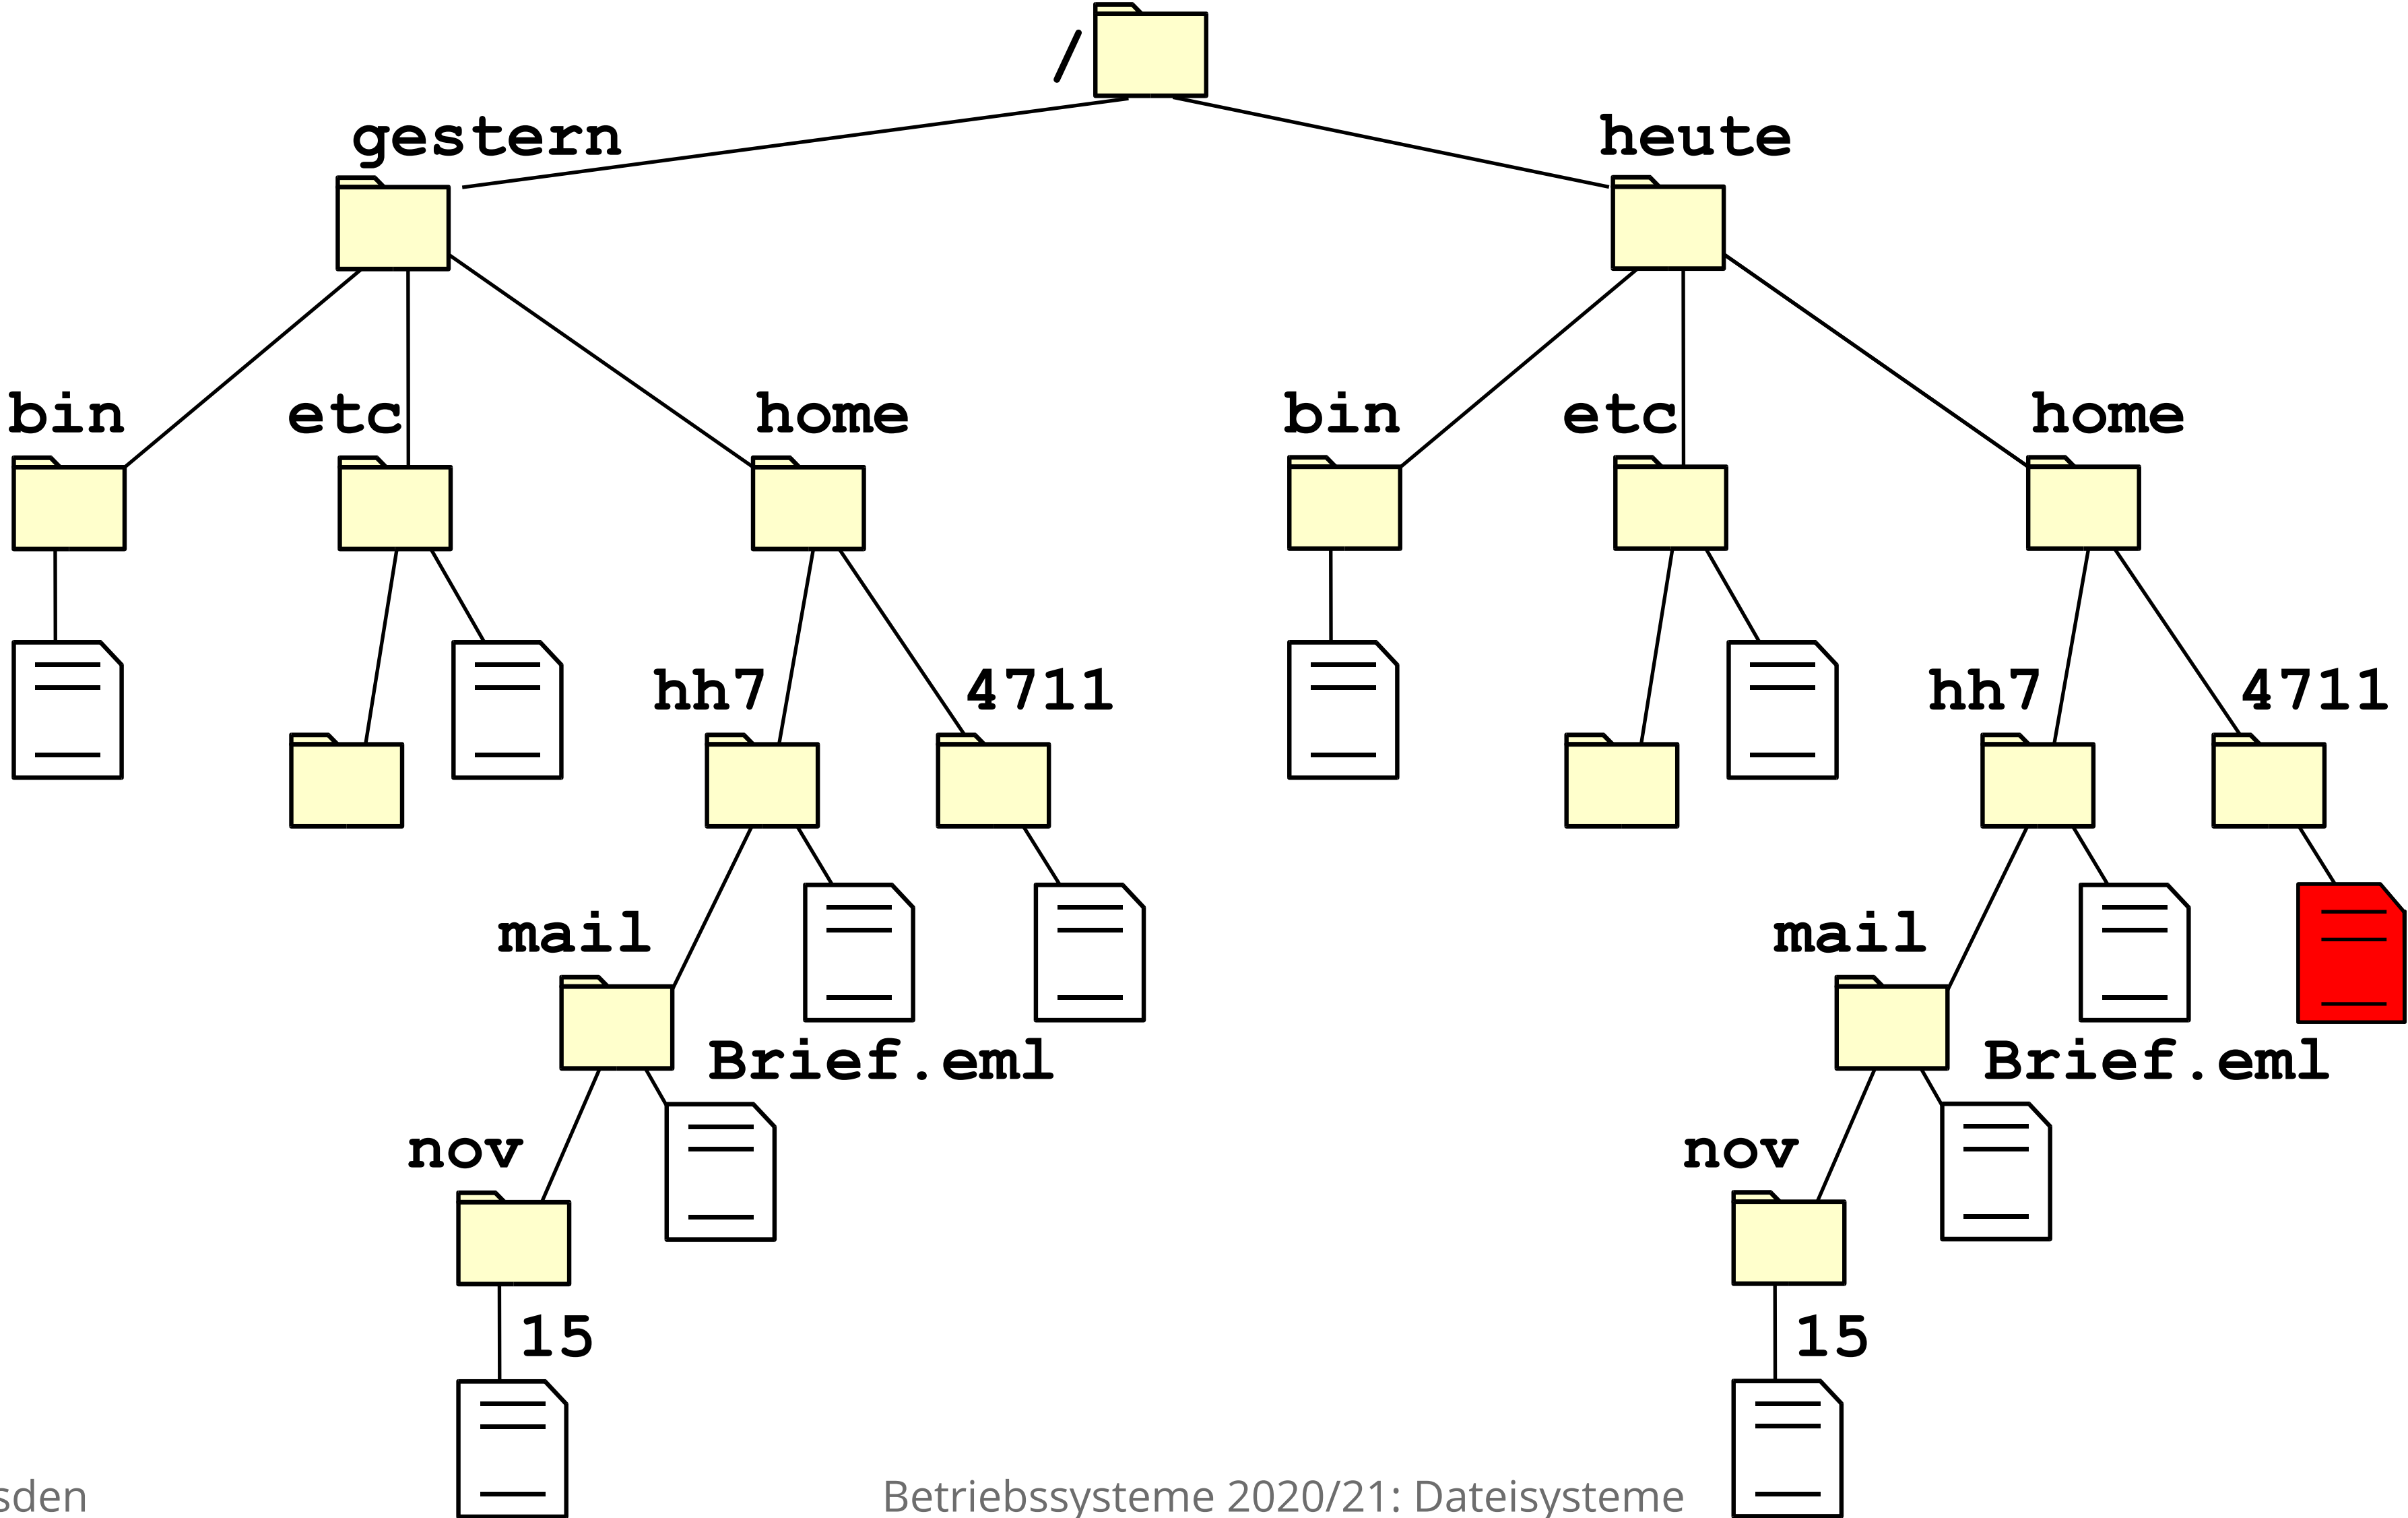 /
gestern
heute
bin
etc
home
bin
etc
home
hh7
4711
hh7
4711
mail
mail
Brief.eml
Brief.eml
nov
nov
15
15
sden
Betriebssysteme 2020/21: Dateisysteme